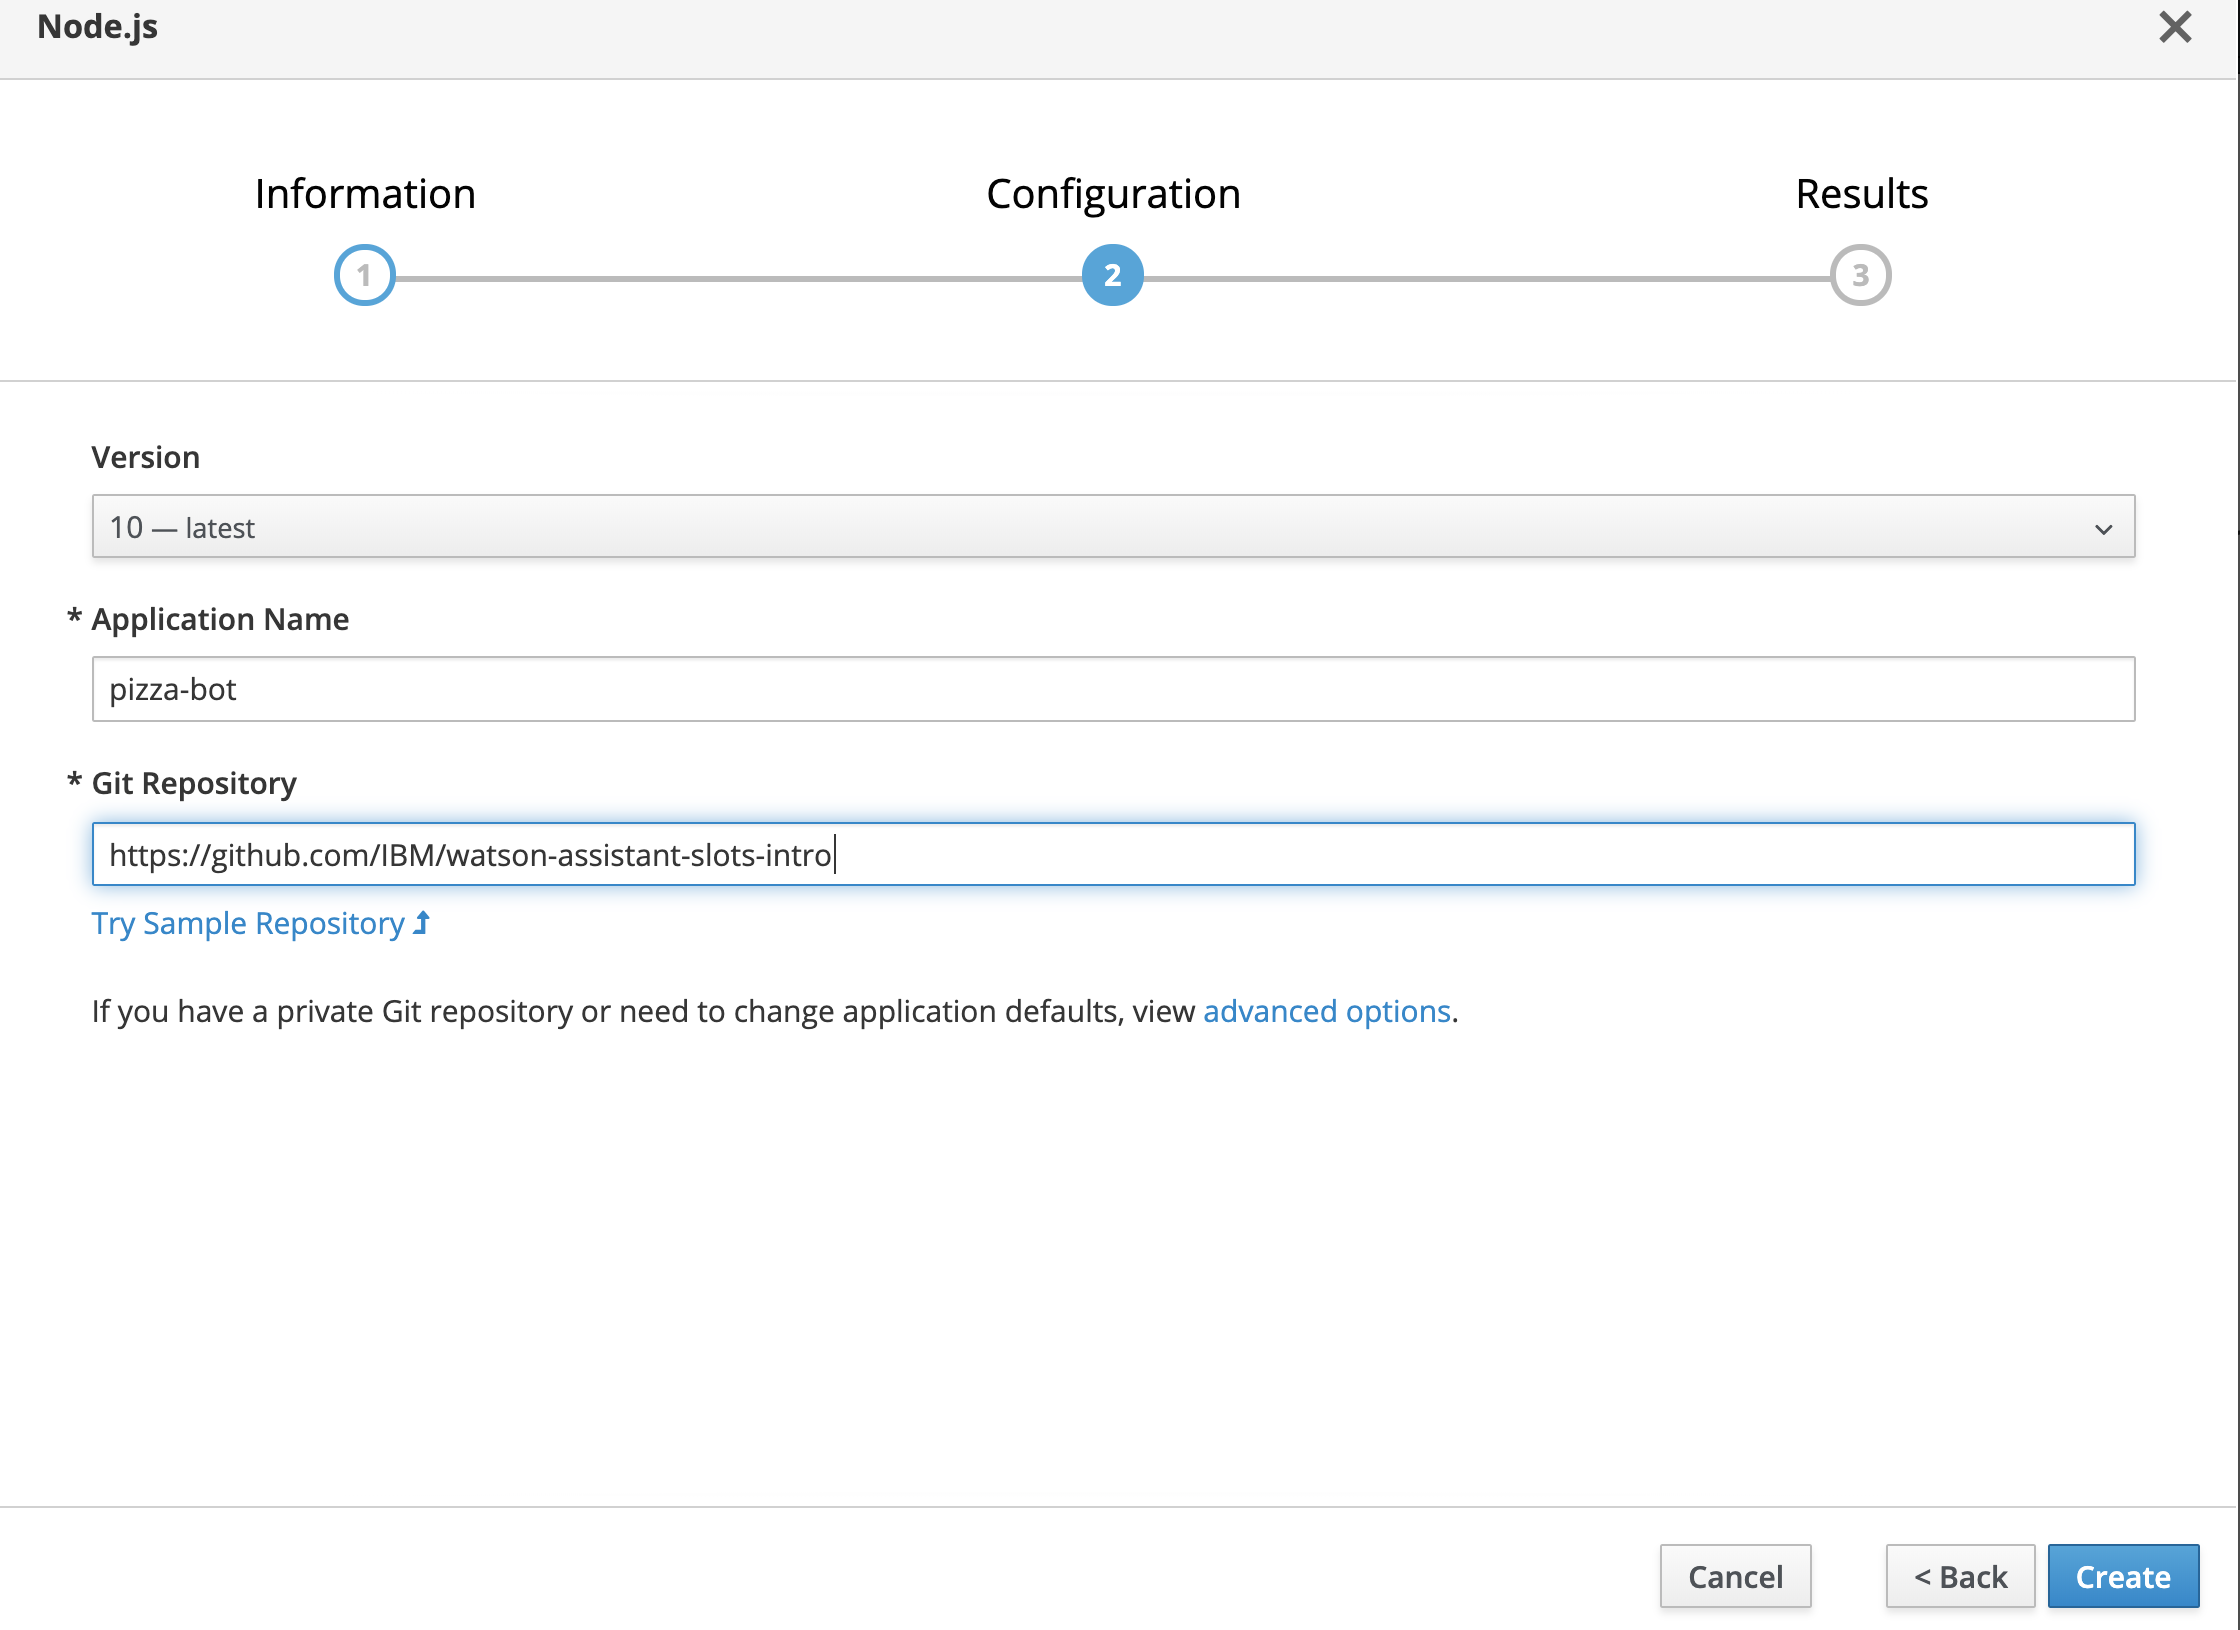 Node.js
Information Configuration Results
1 2 3
Version
10 — latest
* Application Name
pizza-bot
* Git Repository
https://github.com/IBM/watson-assistant-slots-intro
Try Sample Repository
If you have a private Git repository or need to change application defaults, view advanced options.
Cancel < Back Create